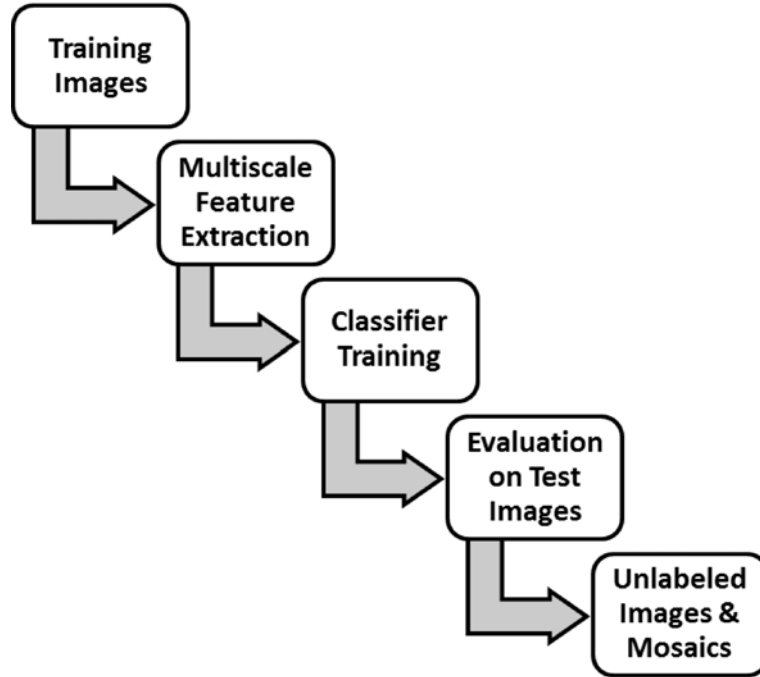 Training
Images
Multiscale
Feature
Extraction
Classifier
Training
Evaluation
on Test
Images
Unlabeled
Images &
Mosaics